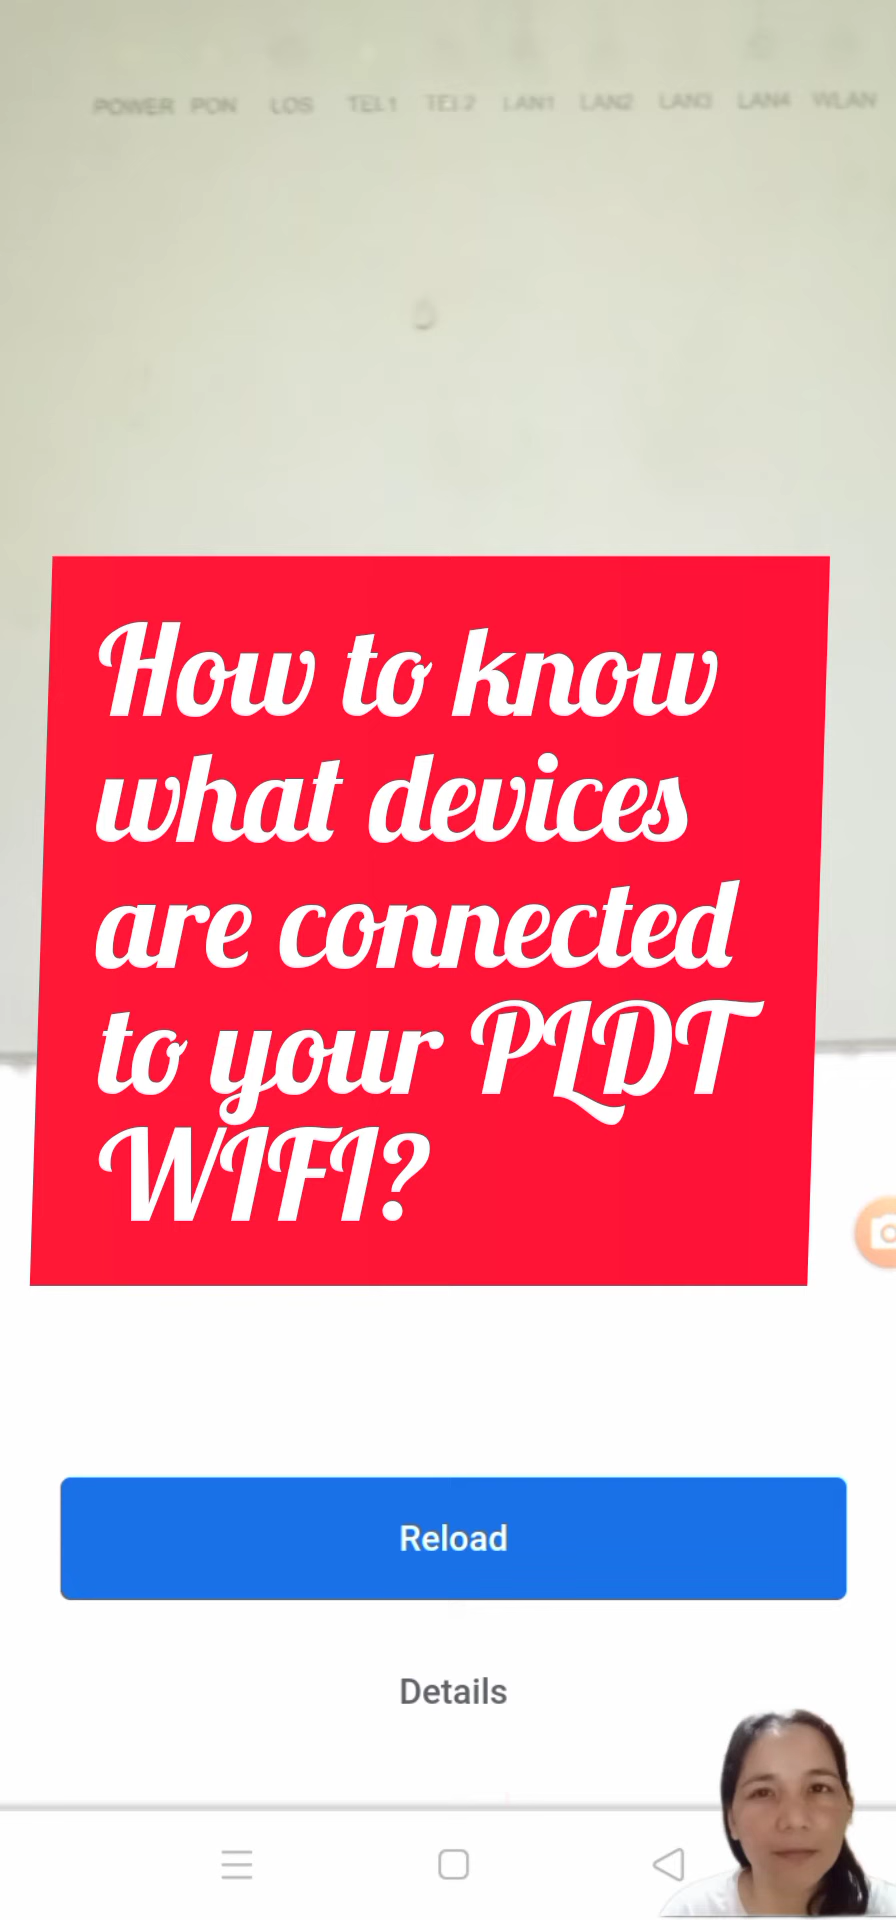 POWER PON LOS TEL1 TEL2 LAN1 LAN2 LAN3 LAN4 WLAN
How to know
what devices
are connected
to your PLDT
WIFI?
Reload
Details